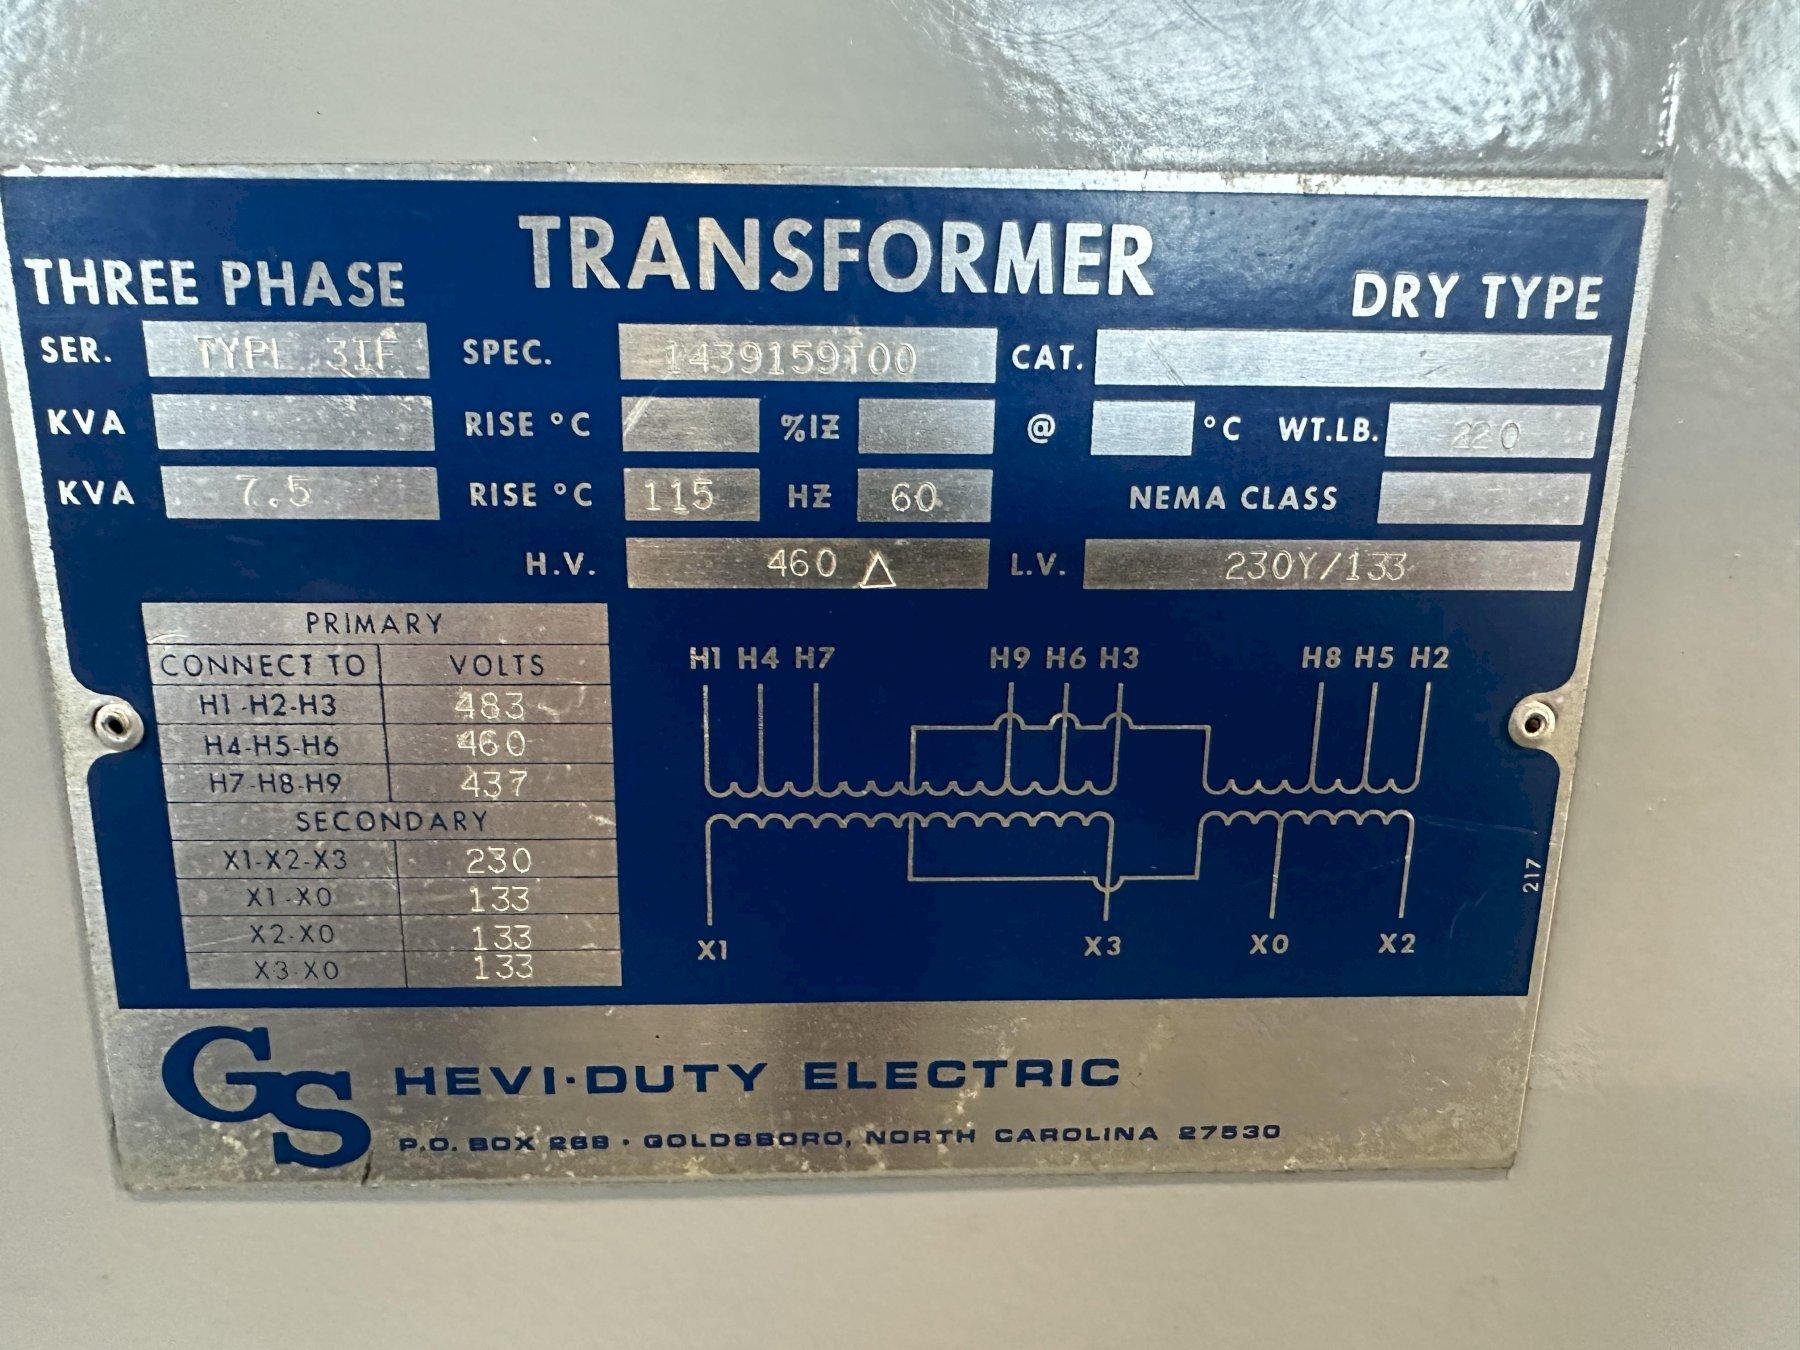 TRANSFORMER
THREE PHASE
DRY TYPE
SER. TYPE 3IF SPEC. 1439159T00 CAT.
KVA RISE °C %IZ @ °C WT.LB. 220
KVA 7.5 RISE °C 115 HZ 60 NEMA CLASS
H.V. 460 Δ L.V. 230Y/133
PRIMARY
CONNECT TO VOLTS
H1-H2-H3 483
H4-H5-H6 460
H7-H8-H9 437
SECONDARY
X1-X2-X3 230
X1-X0 133
X2-X0 133
X3-X0 133
H1 H4 H7 H9 H6 H3 H8 H5 H2
X1 X3 X0 X2
217
GS HEVI-DUTY ELECTRIC
P.O. BOX 268 • GOLDSBORO, NORTH CAROLINA 27530